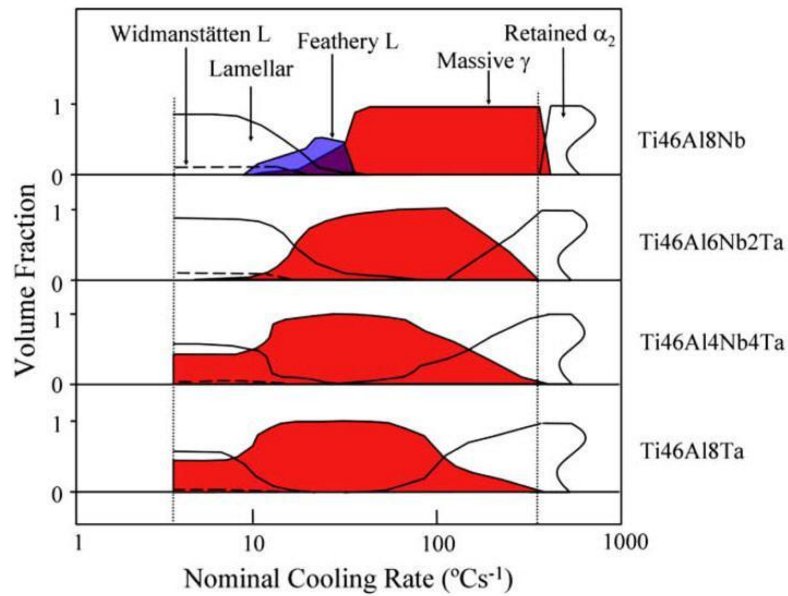 Widmanstätten L
Lamellar
Feathery L
Massive γ
Retained α₂
1
0
Ti46Al8Nb
1
0
Ti46Al6Nb2Ta
1
0
Ti46Al4Nb4Ta
1
0
Ti46Al8Ta
Volume Fraction
1
10
100
1000
Nominal Cooling Rate (ºCs⁻¹)